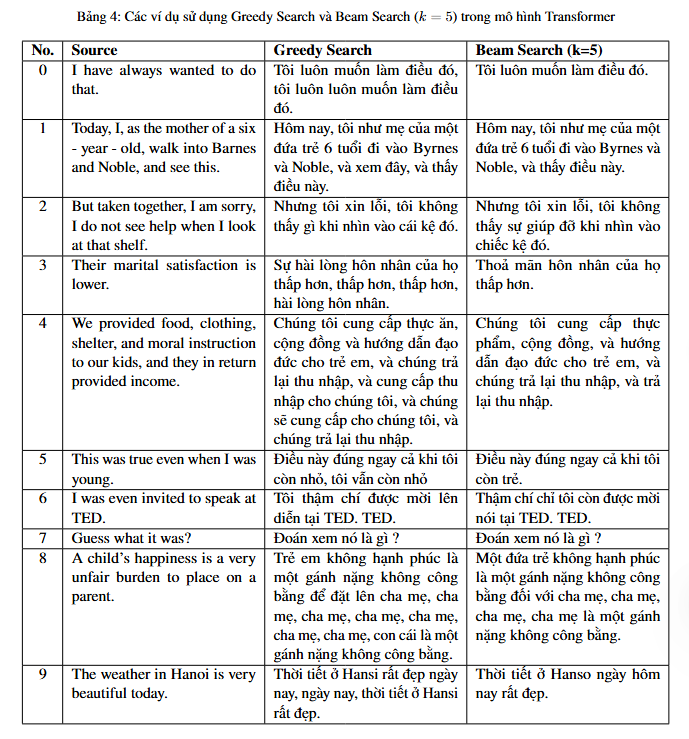 Bảng 4: Các ví dụ sử dụng Greedy Search và Beam Search (k = 5) trong mô hình Transformer
No. Source Greedy Search Beam Search (k=5)
0 I have always wanted to do that. Tôi luôn muốn làm điều đó, tôi luôn luôn muốn làm điều đó. Tôi luôn muốn làm điều đó.
1 Today, I, as the mother of a six - year - old, walk into Barnes and Noble, and see this. Hôm nay, tôi như mẹ của một đứa trẻ 6 tuổi đi vào Byrnes và Noble, và xem đây, và thấy điều này. Hôm nay, tôi như mẹ của một đứa trẻ 6 tuổi đi vào Byrnes và Noble, và thấy điều này.
2 But taken together, I am sorry, I do not see help when I look at that shelf. Nhưng tôi xin lỗi, tôi không thấy gì khi nhìn vào cái kệ đó. Nhưng tôi xin lỗi, tôi không thấy sự giúp đỡ khi nhìn vào chiếc kệ đó.
3 Their marital satisfaction is lower. Sự hài lòng hôn nhân của họ thấp hơn, thấp hơn, thấp hơn, hài lòng hôn nhân. Thoả mãn hôn nhân của họ thấp hơn.
4 We provided food, clothing, shelter, and moral instruction to our kids, and they in return provided income. Chúng tôi cung cấp thực ăn, cộng đồng và hướng dẫn đạo đức cho trẻ em, và chúng trả lại thu nhập, và cung cấp thu nhập cho chúng tôi, và chúng sẽ cung cấp cho chúng tôi, và chúng trả lại thu nhập. Chúng tôi cung cấp thực phẩm, cộng đồng, và hướng dẫn đạo đức cho trẻ em, và chúng trả lại thu nhập, và trả lại thu nhập.
5 This was true even when I was young. Điều này đúng ngay cả khi tôi còn nhỏ, tôi vẫn còn nhỏ Điều này đúng ngay cả khi tôi còn trẻ.
6 I was even invited to speak at TED. Tôi thậm chí được mời lên diễn tại TED. TED. Thậm chí chỉ tôi còn được mời nói tại TED. TED.
7 Guess what it was? Đoán xem nó là gì ? Đoán xem nó là gì ?
8 A child's happiness is a very unfair burden to place on a parent. Trẻ em không hạnh phúc là một gánh nặng không công bằng để đặt lên cha mẹ, cha mẹ, cha mẹ, cha mẹ, cha mẹ, cha mẹ, cha mẹ, con cái là một gánh nặng không công bằng. Một đứa trẻ không hạnh phúc là một gánh nặng không công bằng đối với cha mẹ, cha mẹ, cha mẹ, cha mẹ là một gánh nặng không công bằng.
9 The weather in Hanoi is very beautiful today. Thời tiết ở Hansi rất đẹp ngày nay, ngày nay, thời tiết ở Hansi rất đẹp. Thời tiết ở Hanso ngày hôm nay rất đẹp.